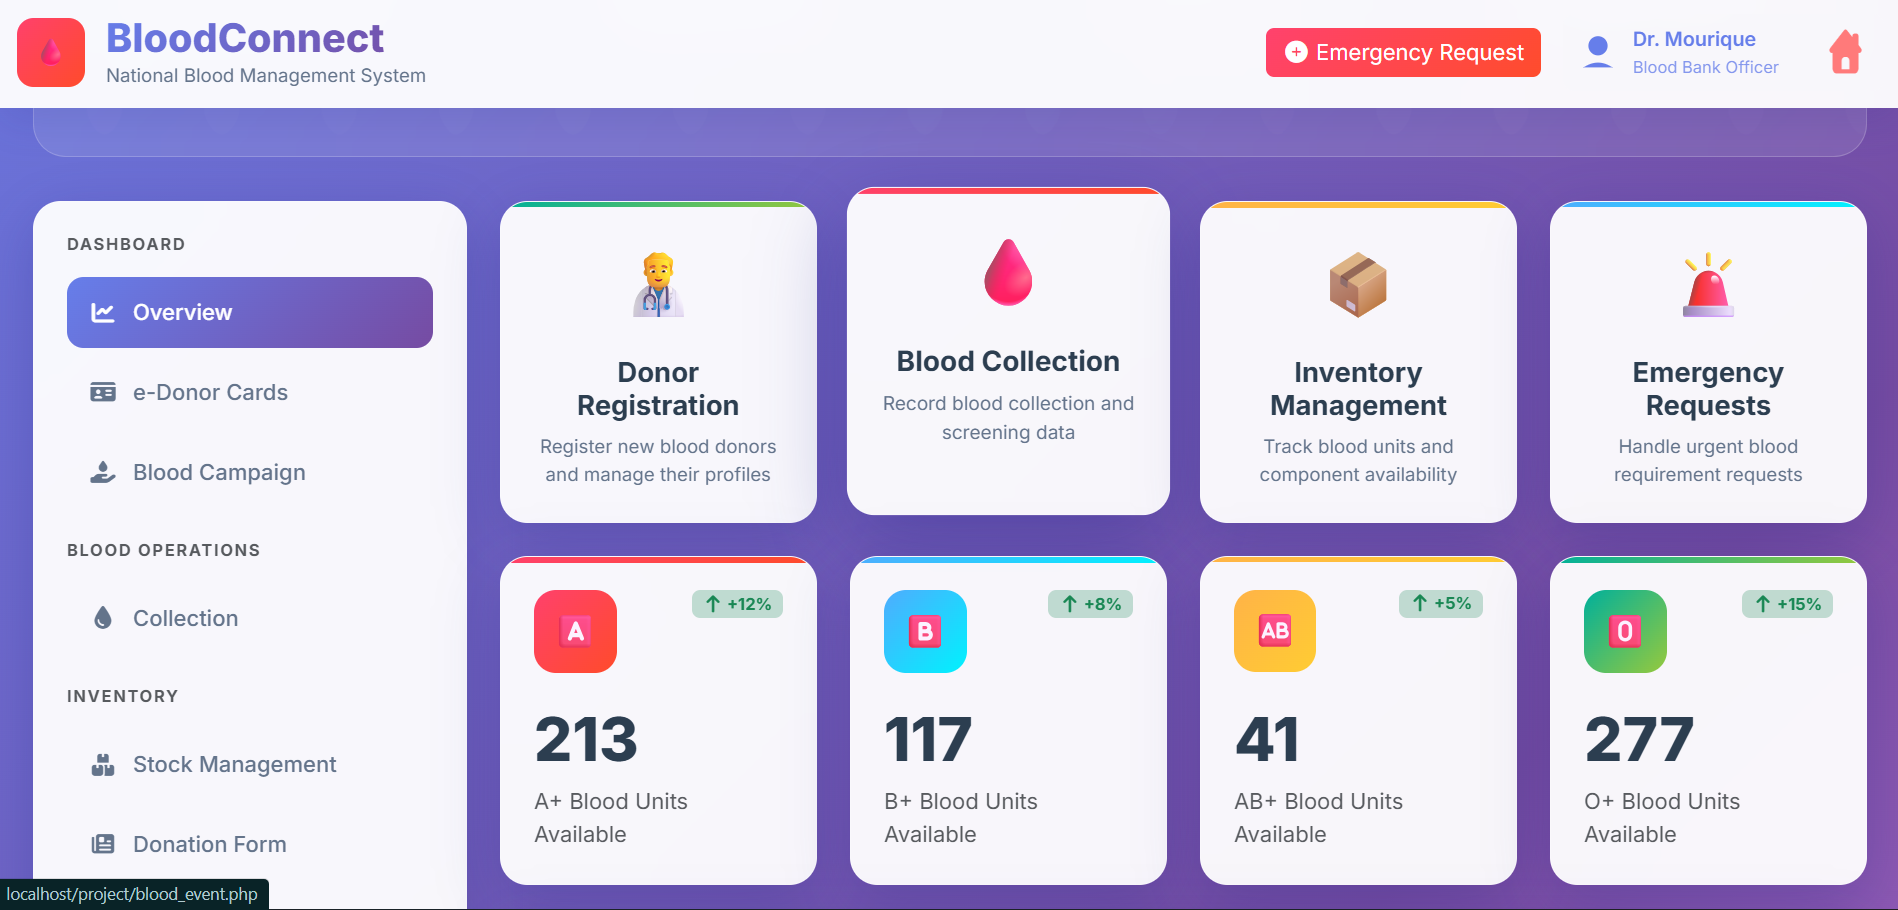 BloodConnect
National Blood Management System
Emergency Request
Dr. Mourique
Blood Bank Officer
DASHBOARD
Overview
e-Donor Cards
Blood Campaign
BLOOD OPERATIONS
Collection
INVENTORY
Stock Management
Donation Form
Donor
Registration
Register new blood donors
and manage their profiles
Blood Collection
Record blood collection and
screening data
Inventory
Management
Track blood units and
component availability
Emergency
Requests
Handle urgent blood
requirement requests
A
+12%
213
A+ Blood Units
Available
B
+8%
117
B+ Blood Units
Available
AB
+5%
41
AB+ Blood Units
Available
O
+15%
277
O+ Blood Units
Available
localhost/project/blood_event.php